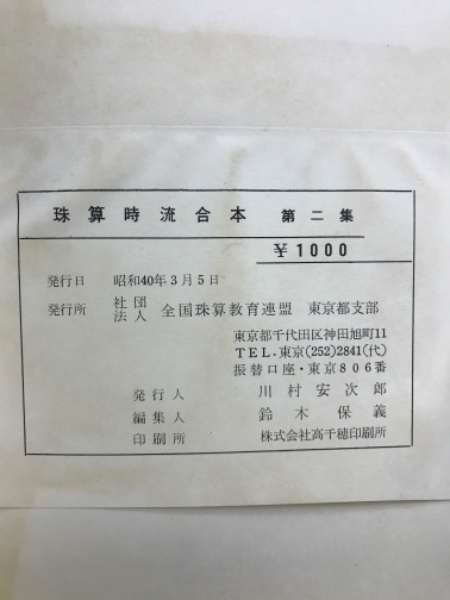 珠算時流合本 第二集
￥1000
発行日 昭和40年3月5日
発行所 社団法人 全国珠算教育連盟 東京都支部
東京都千代田区神田旭町11
TEL・東京(252)2841(代)
振替口座・東京806番
発行人 川村安次郎
編集人 鈴木保義
印刷所 株式会社高千穂印刷所